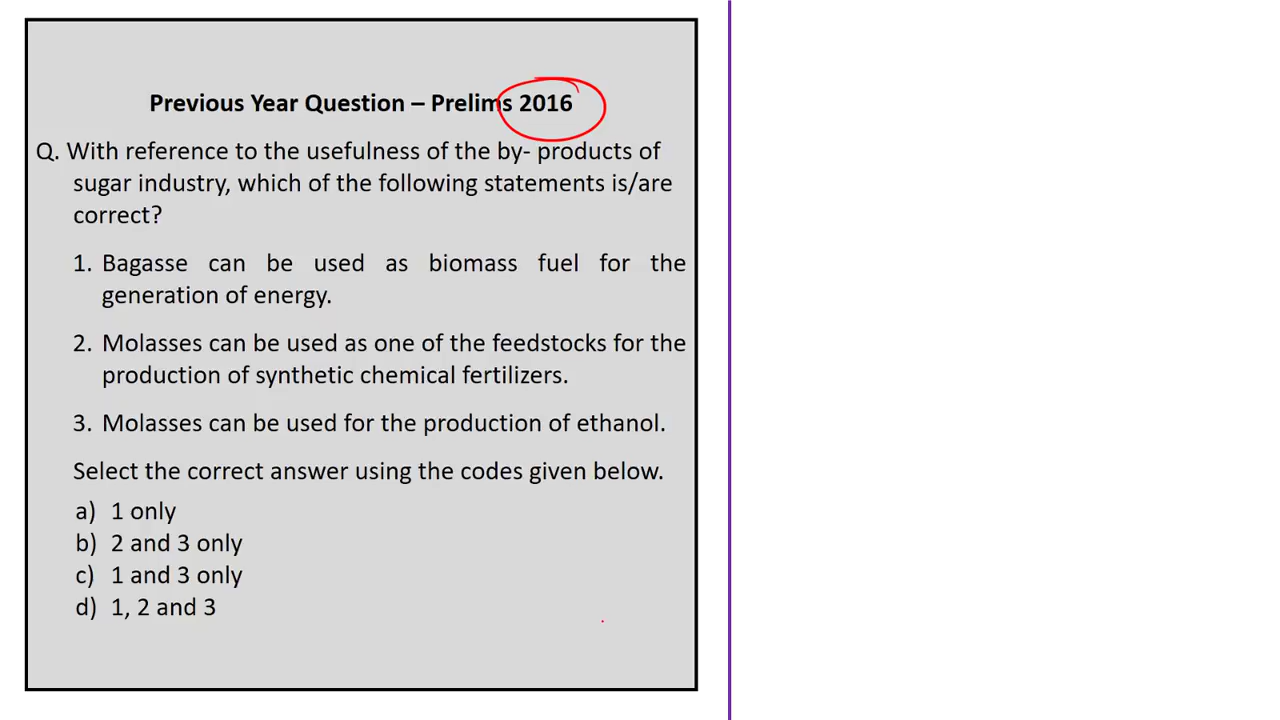 Previous Year Question – Prelims 2016
Q. With reference to the usefulness of the by- products of
sugar industry, which of the following statements is/are
correct?
1. Bagasse can be used as biomass fuel for the
generation of energy.
2. Molasses can be used as one of the feedstocks for the
production of synthetic chemical fertilizers.
3. Molasses can be used for the production of ethanol.
Select the correct answer using the codes given below.
a) 1 only
b) 2 and 3 only
c) 1 and 3 only
d) 1, 2 and 3